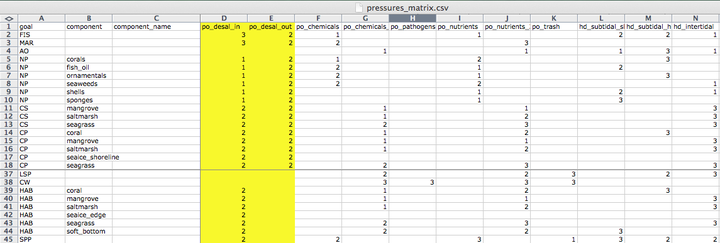 pressures_matrix.csv
A B C D E F G H I J K L M N
1 goal component component_name po_desal_in po_desal_out po_chemicals po_chemicals_ po_pathogens po_nutrients po_nutrients_ po_trash hd_subtidal_s hd_subtidal_h hd_intertidal
2 FIS 3 2 1 1 2 2 1
3 MAR 3 2 2 3
4 AO 1 1 1 3 1
5 NP corals 1 2 1 2 3
6 NP fish_oil 1 2 2 1 2
7 NP ornamentals 1 2 2 1 3
8 NP seaweeds 1 2 2 2 1
9 NP shells 1 2 1 2 1
10 NP sponges 1 2 1 3
11 CS mangrove 2 2 1 1 3
12 CS saltmarsh 2 2 1 2 3
13 CS seagrass 2 2 2 3 3
14 CP coral 2 2 1 2 3
15 CP mangrove 2 2 1 1 3
16 CP saltmarsh 2 2 1 2 3
17 CP seaice_shoreline 2 2
18 CP seagrass 2 2 2 3 3
37 LSP 2 2 3 2 3
38 CW 3 3 3 3
39 HAB coral 2 1 2 3
40 HAB mangrove 2 1 1 3
41 HAB saltmarsh 2 1 2 3
42 HAB seaice_edge 2
43 HAB seagrass 2 2 3 3
44 HAB soft_bottom 2 2 2 3
45 SPP 2 2 3 1 3 2 2